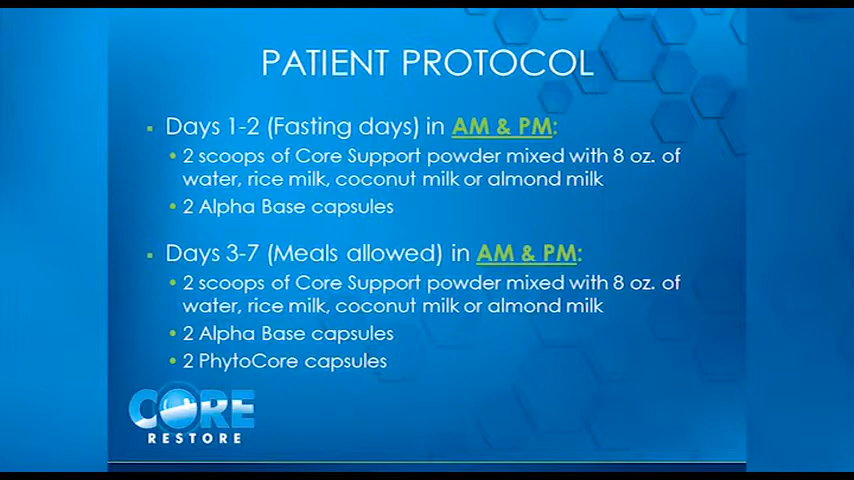 PATIENT PROTOCOL
▪ Days 1-2 (Fasting days) in AM & PM:
• 2 scoops of Core Support powder mixed with 8 oz. of
water, rice milk, coconut milk or almond milk
• 2 Alpha Base capsules
▪ Days 3-7 (Meals allowed) in AM & PM:
• 2 scoops of Core Support powder mixed with 8 oz. of
water, rice milk, coconut milk or almond milk
• 2 Alpha Base capsules
• 2 PhytoCore capsules
CORE
RESTORE